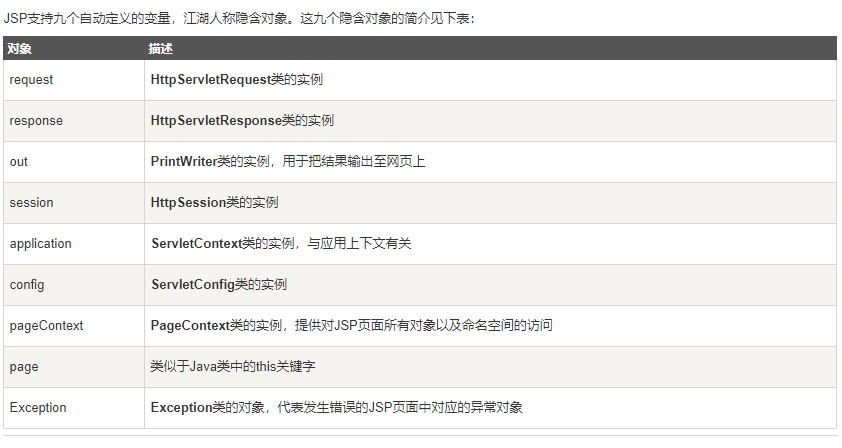 JSP支持九个自动定义的变量，江湖人称隐含对象。这九个隐含对象的简介见下表：
对象 描述
request HttpServletRequest类的实例
response HttpServletResponse类的实例
out PrintWriter类的实例，用于把结果输出至网页上
session HttpSession类的实例
application ServletContext类的实例，与应用上下文有关
config ServletConfig类的实例
pageContext PageContext类的实例，提供对JSP页面所有对象以及命名空间的访问
page 类似于Java类中的this关键字
Exception Exception类的对象，代表发生错误的JSP页面中对应的异常对象